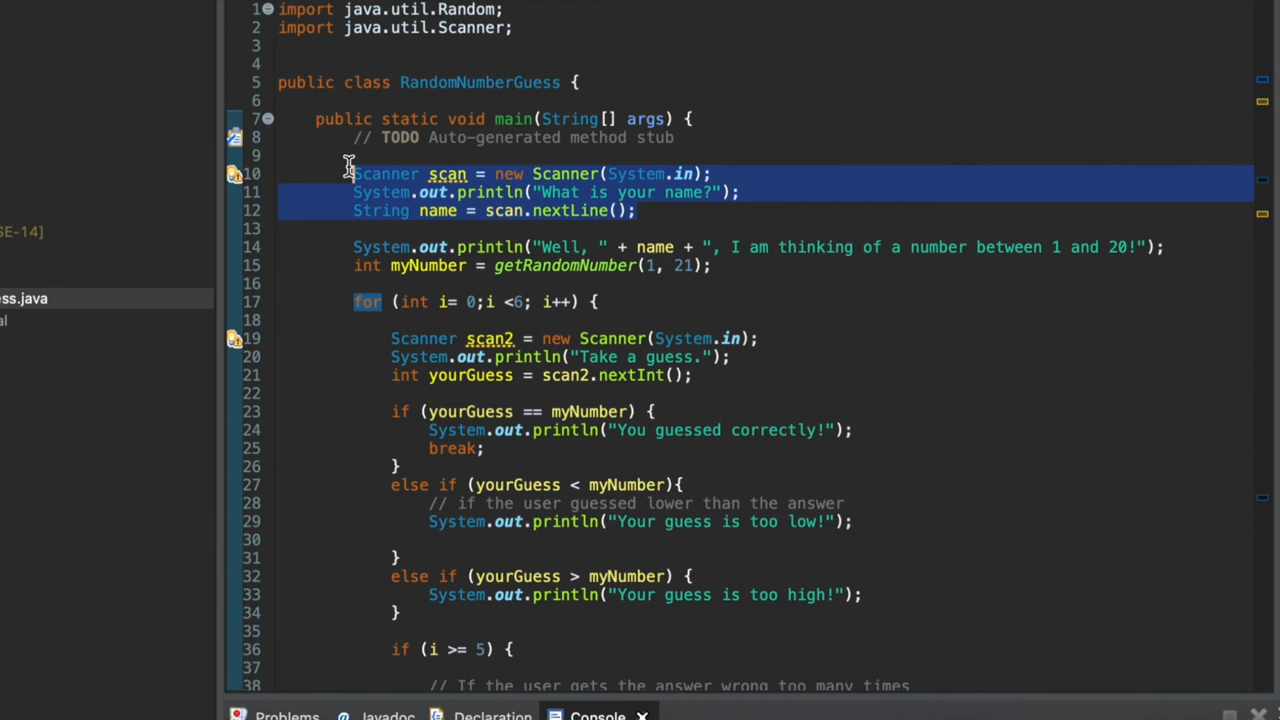 1 import java.util.Random;
2 import java.util.Scanner;
3
4
5 public class RandomNumberGuess {
6
7 public static void main(String[] args) {
8 // TODO Auto-generated method stub
9
10 Scanner scan = new Scanner(System.in);
11 System.out.println("What is your name?");
12 String name = scan.nextLine();
13
14 System.out.println("Well, " + name + ", I am thinking of a number between 1 and 20!");
15 int myNumber = getRandomNumber(1, 21);
16
17 for (int i= 0;i <6; i++) {
18
19 Scanner scan2 = new Scanner(System.in);
20 System.out.println("Take a guess.");
21 int yourGuess = scan2.nextInt();
22
23 if (yourGuess == myNumber) {
24 System.out.println("You guessed correctly!");
25 break;
26 }
27 else if (yourGuess < myNumber){
28 // if the user guessed lower than the answer
29 System.out.println("Your guess is too low!");
30
31 }
32 else if (yourGuess > myNumber) {
33 System.out.println("Your guess is too high!");
34 }
35
36 if (i >= 5) {
37
38 // If the user gets the answer wrong too many times
SE-14]
ss.java
al
Problems Javadoc Declaration Console